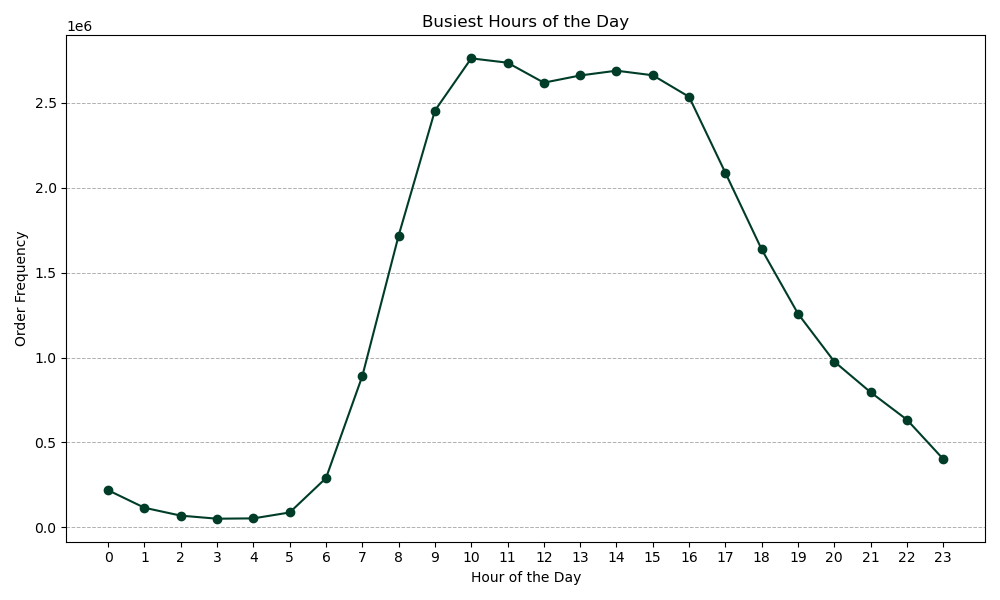 Busiest Hours of the Day
1e6
2.5
2.0
1.5
1.0
0.5
0.0
Order Frequency
0 1 2 3 4 5 6 7 8 9 10 11 12 13 14 15 16 17 18 19 20 21 22 23
Hour of the Day